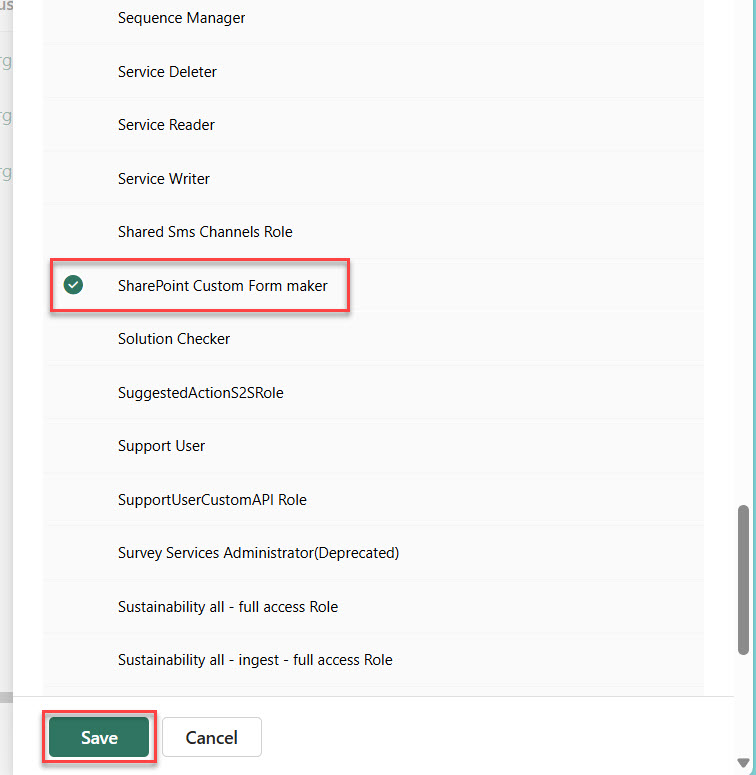 Sequence Manager
Service Deleter
Service Reader
Service Writer
Shared Sms Channels Role
SharePoint Custom Form maker
Solution Checker
SuggestedActionS2SRole
Support User
SupportUserCustomAPI Role
Survey Services Administrator(Deprecated)
Sustainability all - full access Role
Sustainability all - ingest - full access Role
Save Cancel